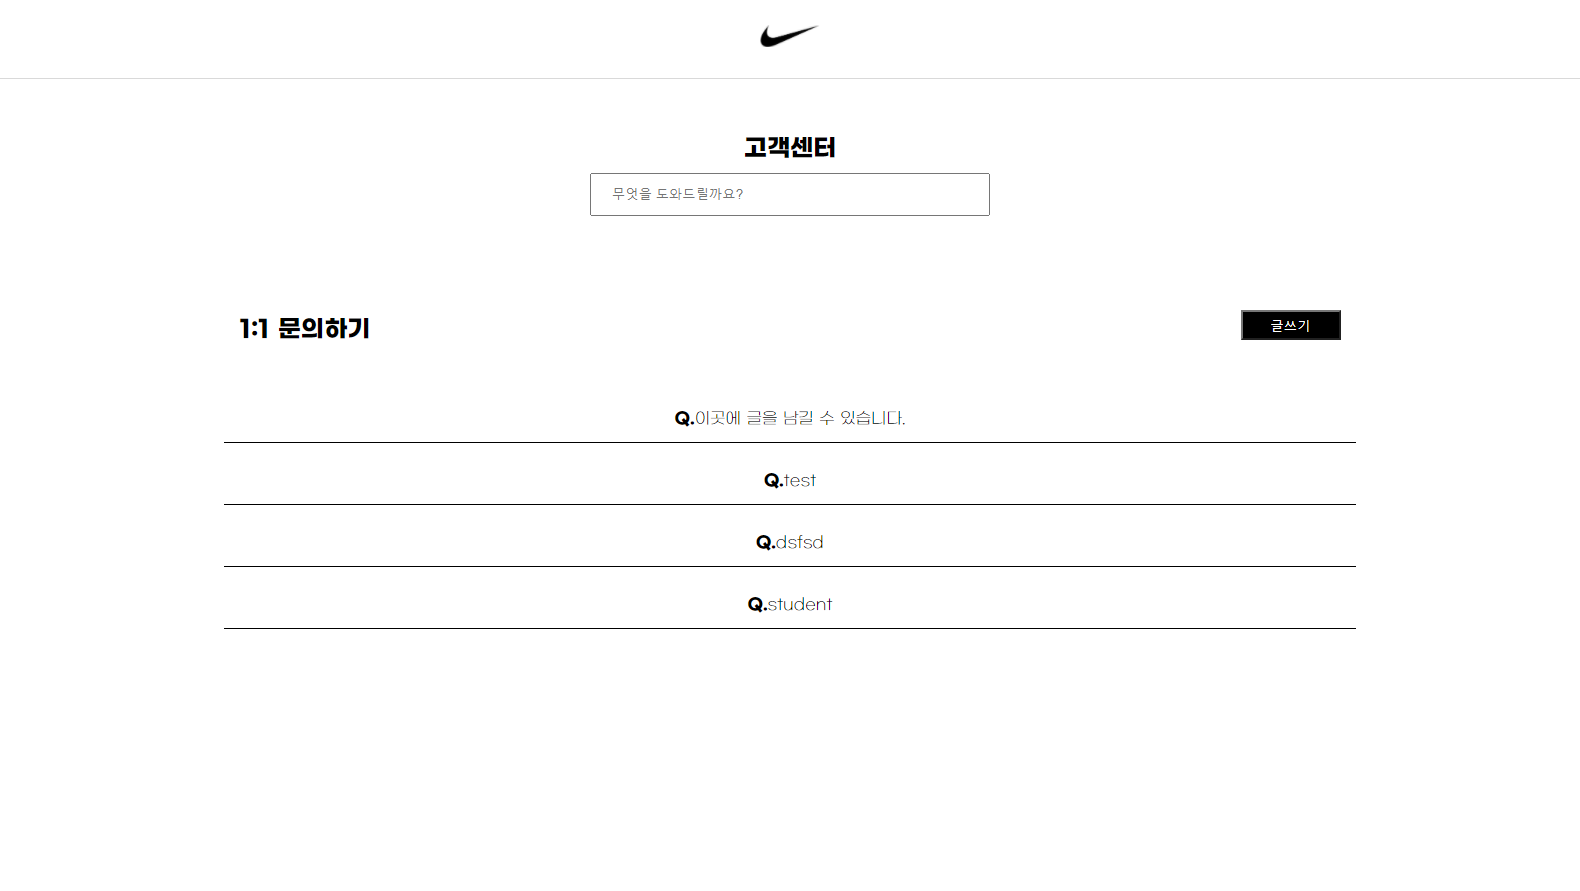 고객센터
무엇을 도와드릴까요?
1:1 문의하기
글쓰기
Q.이곳에 글을 남길 수 있습니다.
Q.test
Q.dsfsd
Q.student